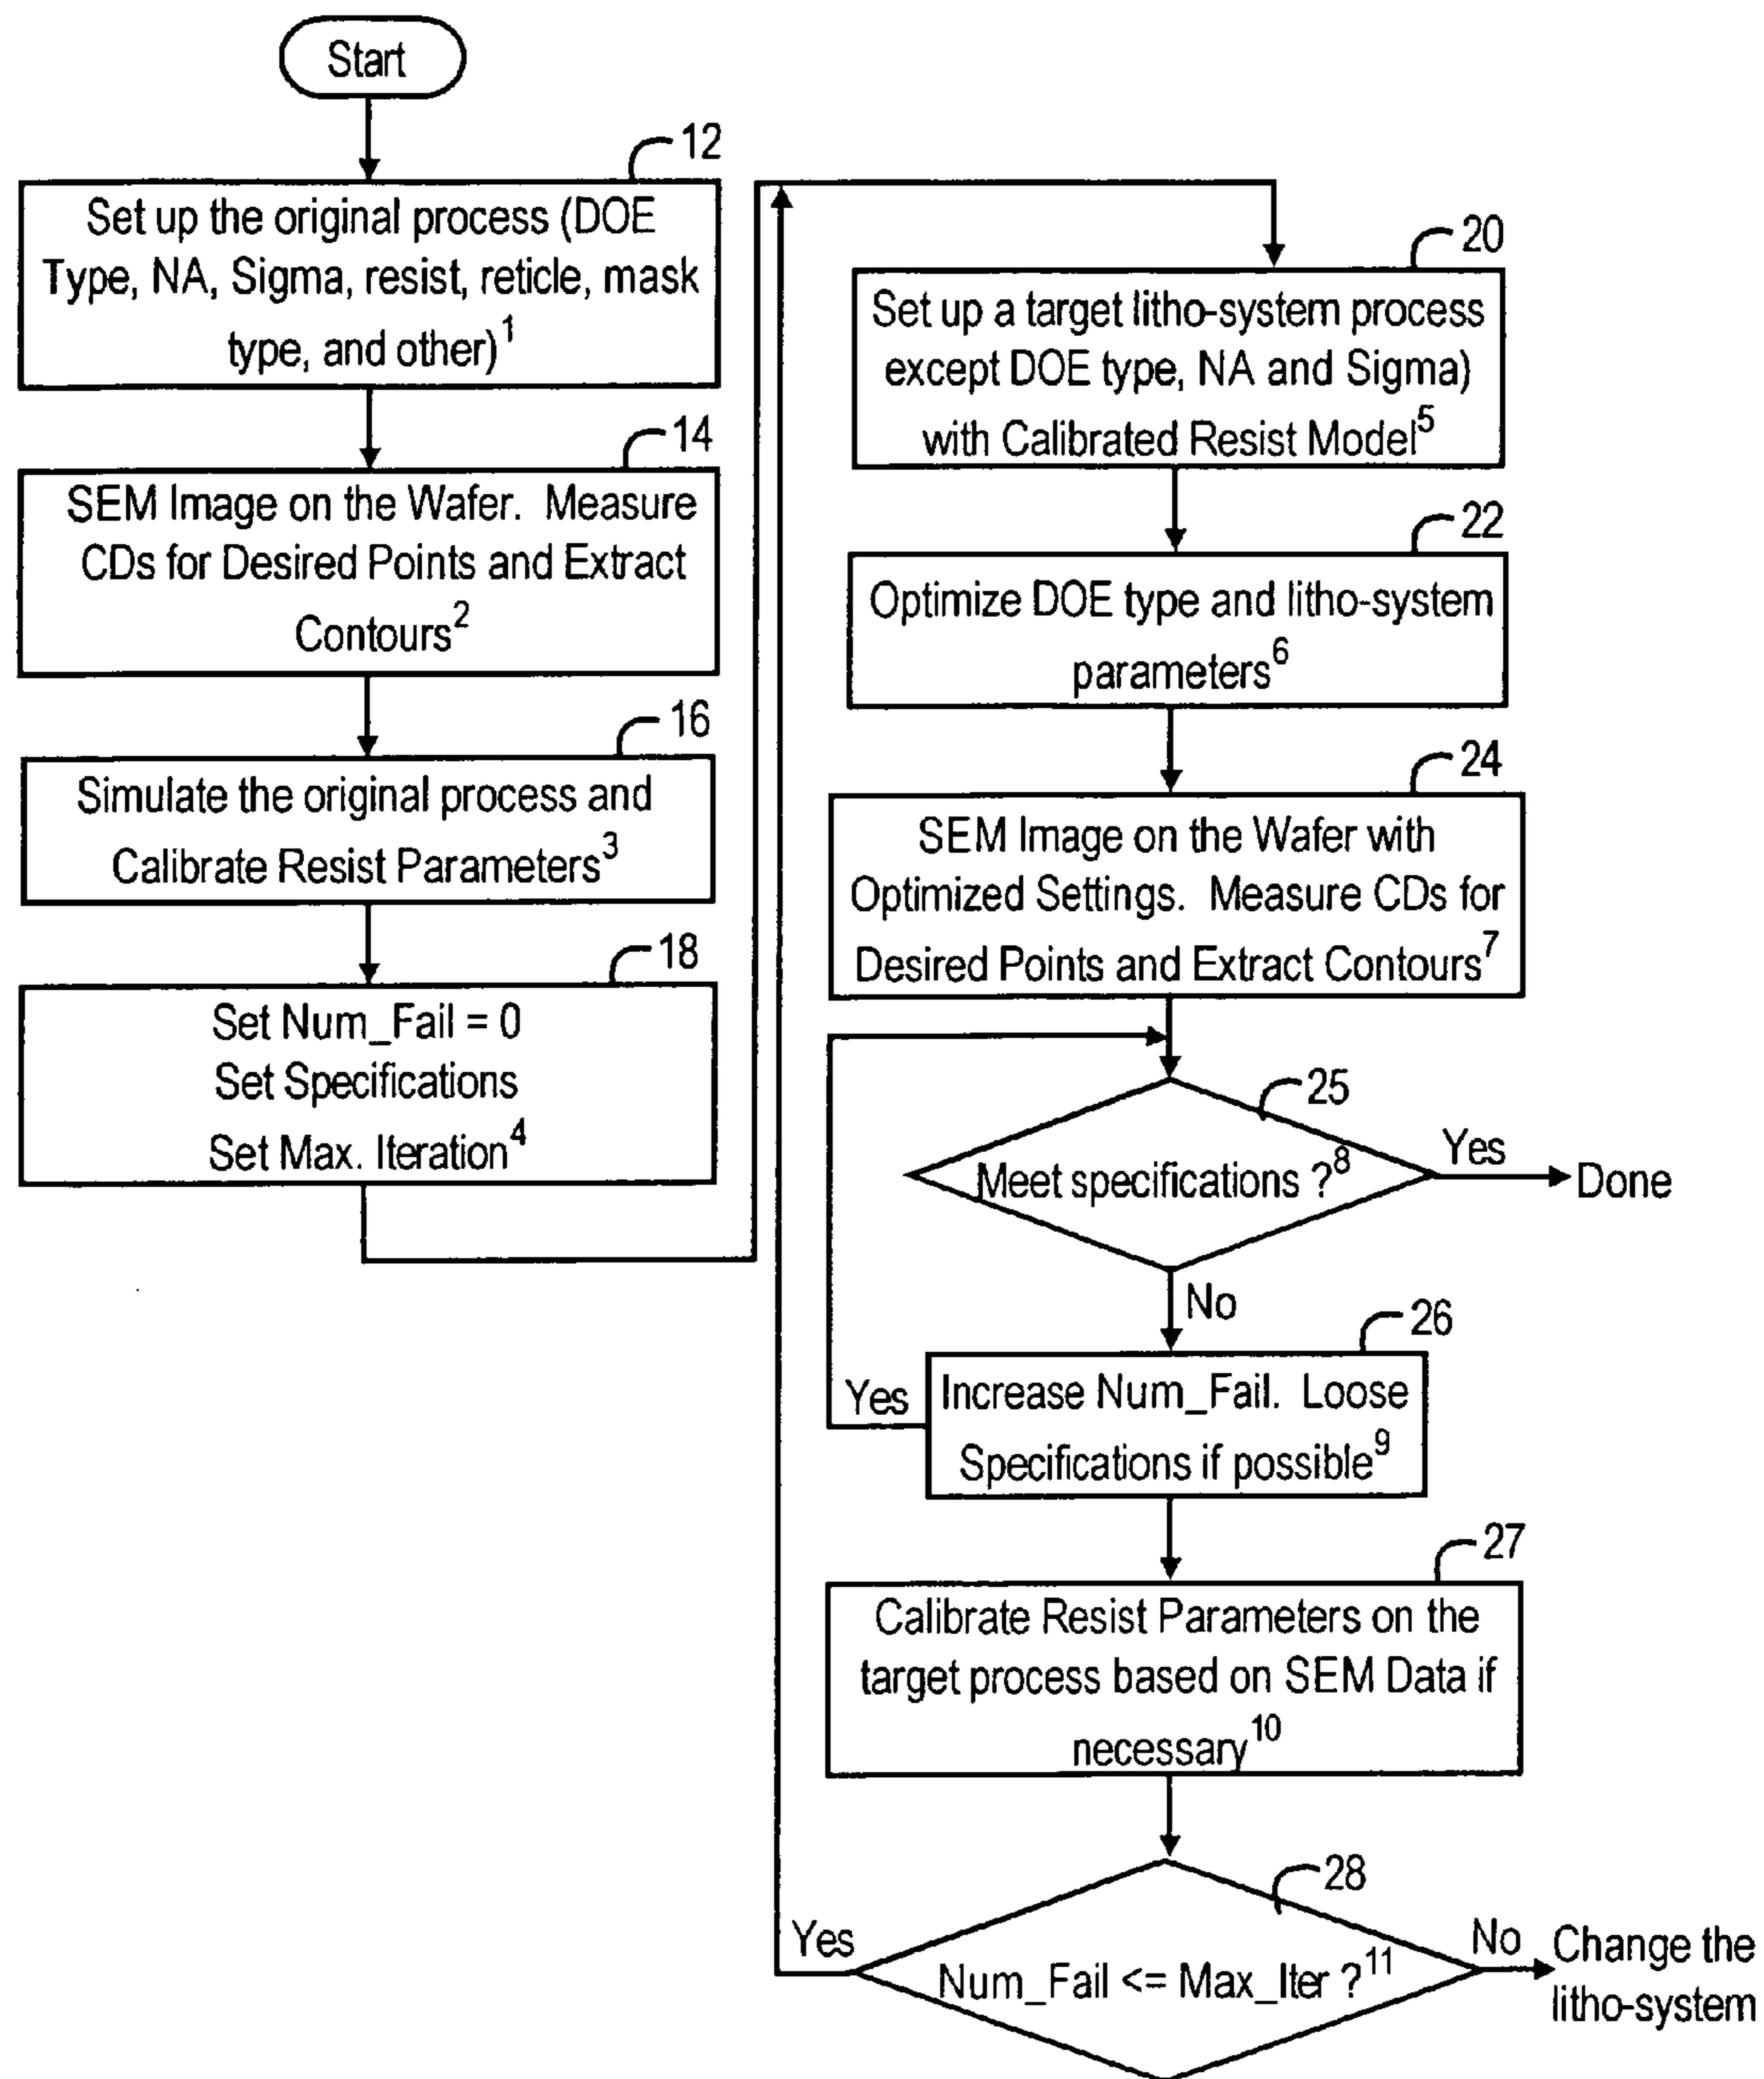 Start
12
Set up the original process (DOE
Type, NA, Sigma, resist, reticle, mask
type, and other)1
14
SEM Image on the Wafer. Measure
CDs for Desired Points and Extract
Contours2
16
Simulate the original process and
Calibrate Resist Parameters3
18
Set Num_Fail = 0
Set Specifications
Set Max. Iteration4
20
Set up a target litho-system process
except DOE type, NA and Sigma)
with Calibrated Resist Model5
22
Optimize DOE type and litho-system
parameters6
24
SEM Image on the Wafer with
Optimized Settings. Measure CDs for
Desired Points and Extract Contours7
25
Meet specifications ?8
Yes
Done
No
26
Yes
Increase Num_Fail. Loose
Specifications if possible9
27
Calibrate Resist Parameters on the
target process based on SEM Data if
necessary10
28
Yes
Num_Fail <= Max_Iter ?11
No
Change the
litho-system